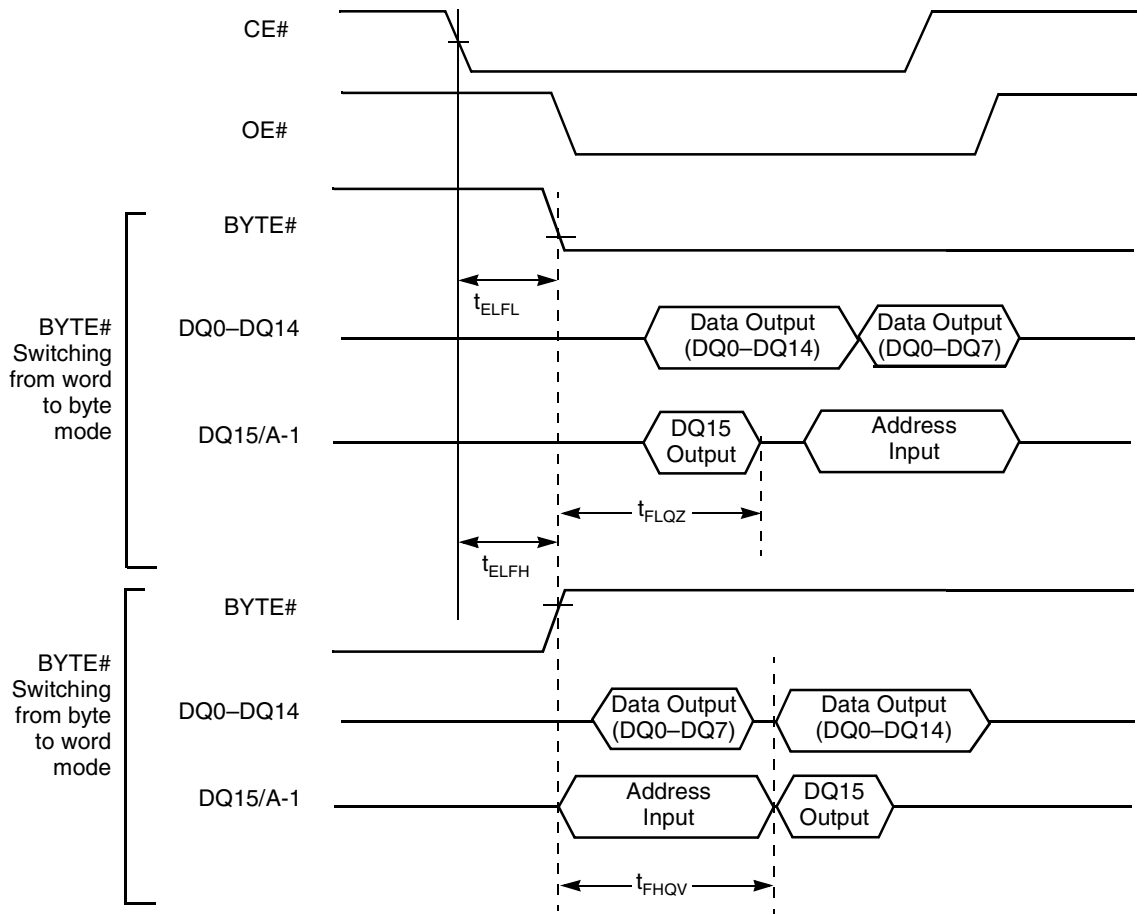 CE#
OE#
BYTE#
Switching
from word
to byte
mode
BYTE#
tELFL
DQ0–DQ14
Data Output
(DQ0–DQ14)
Data Output
(DQ0–DQ7)
DQ15/A-1
DQ15
Output
Address
Input
tFLQZ
tELFH
BYTE#
Switching
from byte
to word
mode
BYTE#
DQ0–DQ14
Data Output
(DQ0–DQ7)
Data Output
(DQ0–DQ14)
DQ15/A-1
Address
Input
DQ15
Output
tFHQV